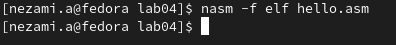 [nezami.a@fedora lab04]$ nasm -f elf hello.asm
[nezami.a@fedora lab04]$